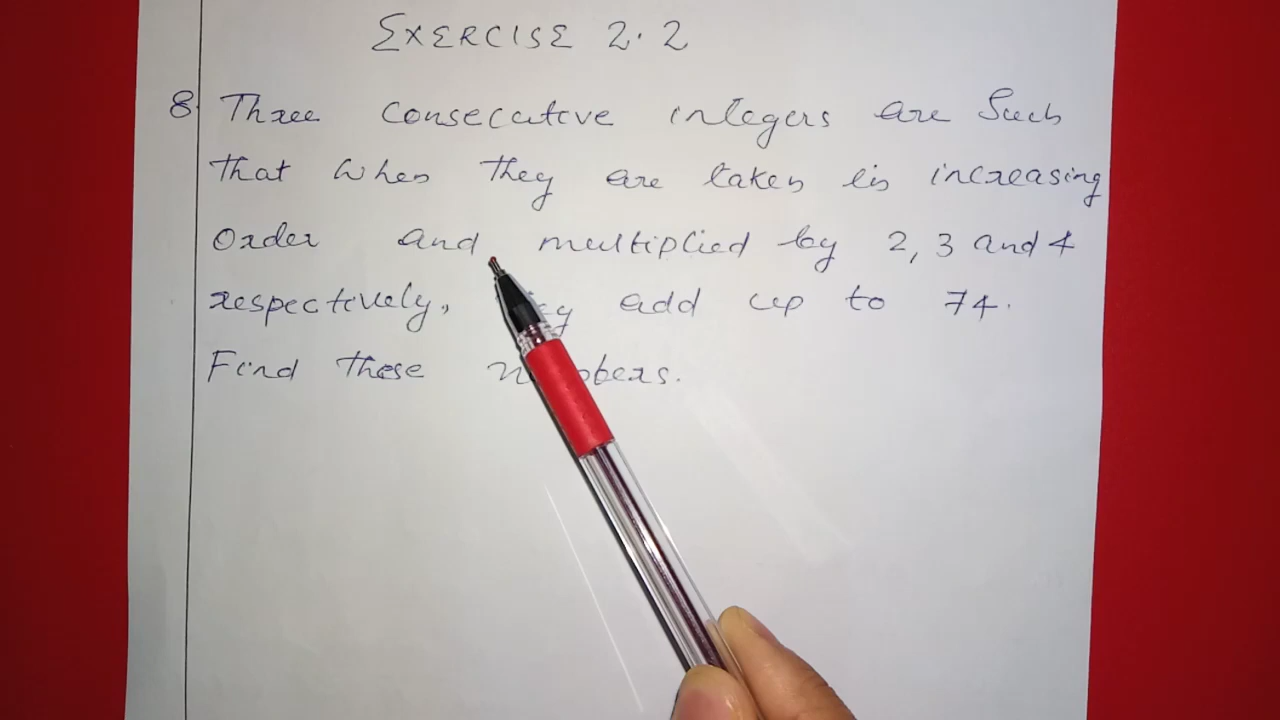 EXERCISE 2.2
8. Three consecutive integers are such
that when they are taken in increasing
order and multiplied by 2, 3 and 4
respectively, add up to 74.
Find these numbers.